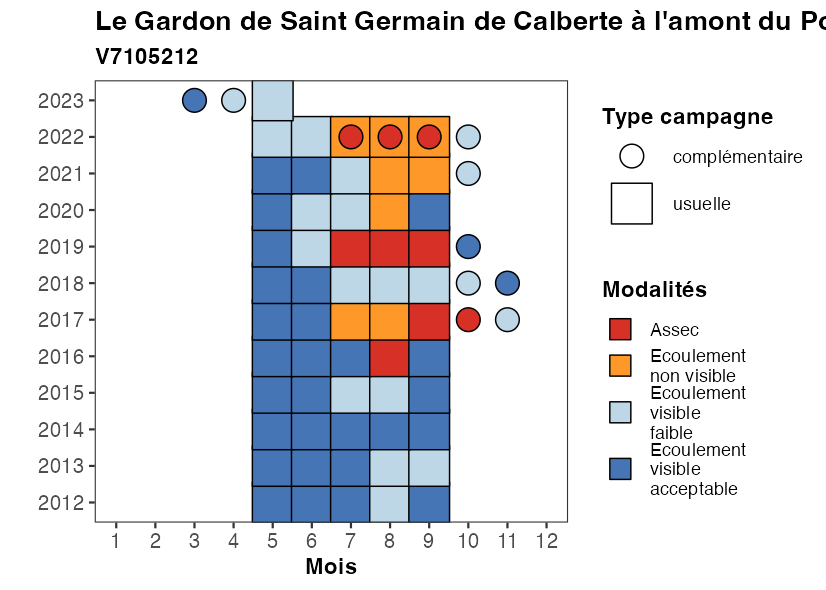 Le Gardon de Saint Germain de Calberte à l'amont du
V7105212
2023
2022
2021
2020
2019
2018
2017
2016
2015
2014
2013
2012
1 2 3 4 5 6 7 8 9 10 11 12
Mois
Type campagne
complémentaire
usuelle
Modalités
Assec
Ecoulement
non visible
Ecoulement
visible
faible
Ecoulement
visible
acceptable